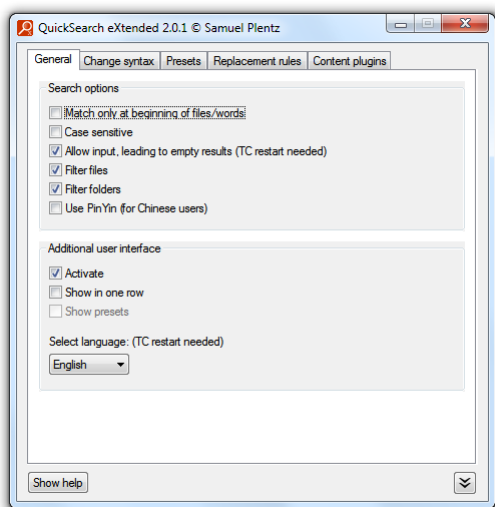 QuickSearch eXtended 2.0.1 © Samuel Plentz
General Change syntax Presets Replacement rules Content plugins
Search options
Match only at beginning of files/words
Case sensitive
Allow input, leading to empty results (TC restart needed)
Filter files
Filter folders
Use PinYin (for Chinese users)
Additional user interface
Activate
Show in one row
Show presets
Select language: (TC restart needed)
English
Show help